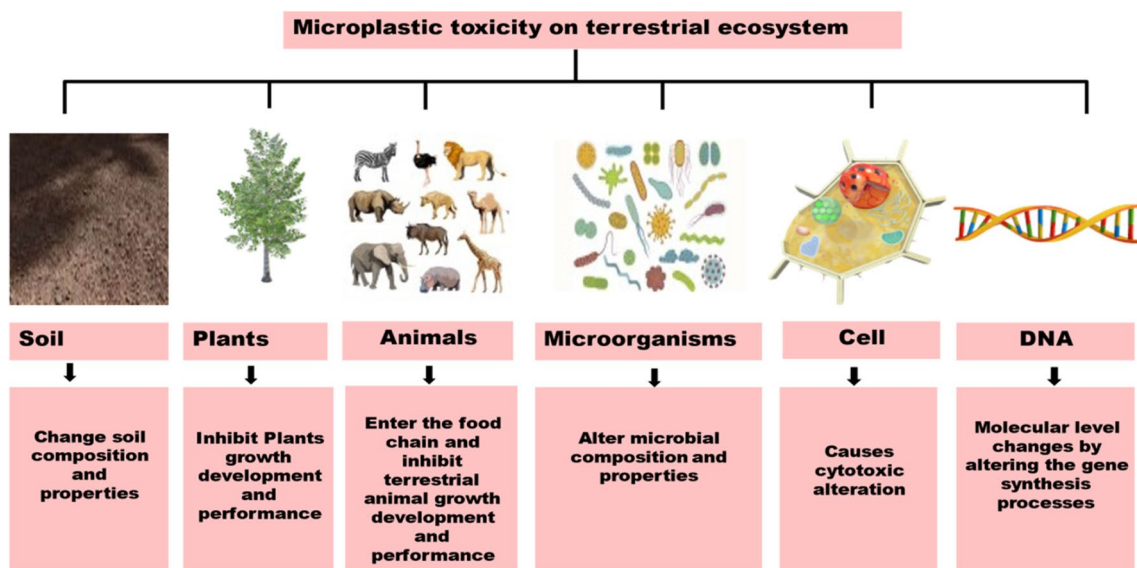 Microplastic toxicity on terrestrial ecosystem
Soil
Plants
Animals
Microorganisms
Cell
DNA
Change soil
composition
and
properties
Inhibit Plants
growth
development
and
performance
Enter the food
chain and
inhibit
terrestrial
animal growth
development
and
performance
Alter microbial
composition and
properties
Causes
cytotoxic
alteration
Molecular level
changes by
altering the gene
synthesis
processes